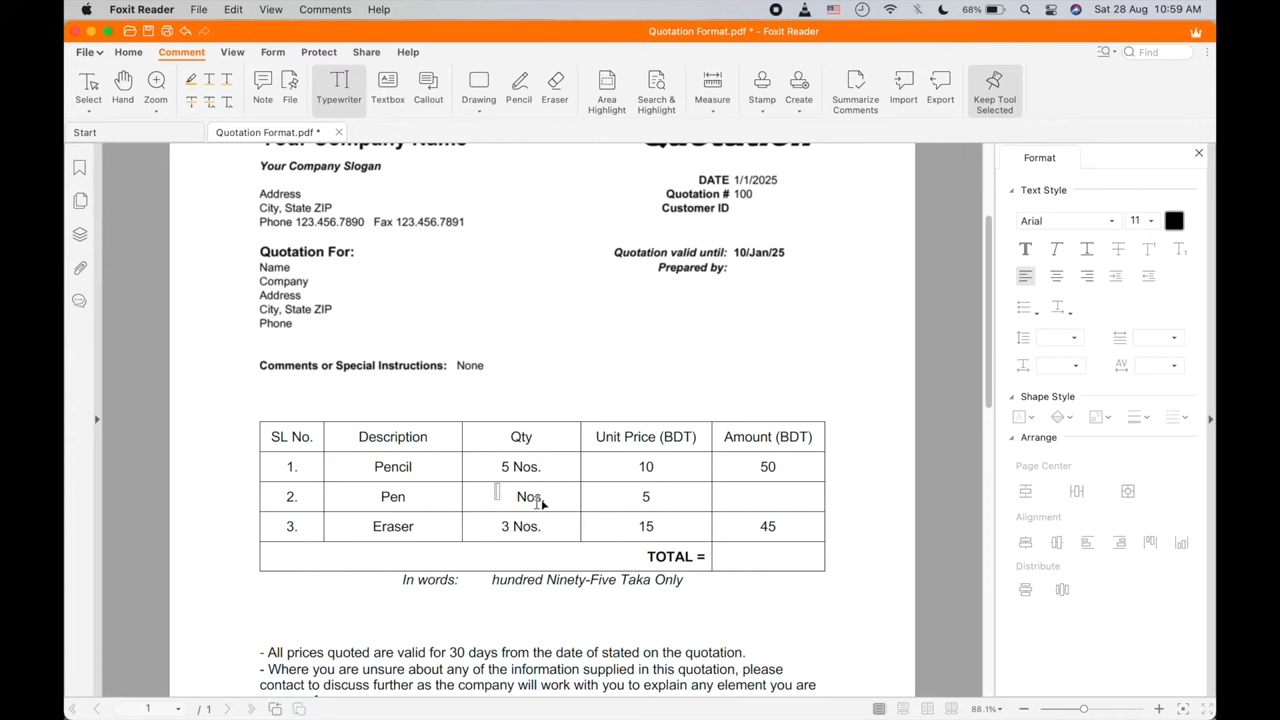 Foxit Reader File Edit View Comments Help 68% Sat 28 Aug 10:59 AM
Quotation Format.pdf * - Foxit Reader
File Home Comment View Form Protect Share Help Find
Select Hand Zoom Note File Typewriter Textbox Callout Drawing Pencil Eraser Area Highlight Search & Highlight Measure Stamp Create Summarize Comments Import Export Keep Tool Selected
Start Quotation Format.pdf *
Your Company Name Quotation
Your Company Slogan
DATE 1/1/2025
Address Quotation # 100
City, State ZIP Customer ID
Phone 123.456.7890 Fax 123.456.7891
Quotation For: Quotation valid until: 10/Jan/25
Name Prepared by:
Company
Address
City, State ZIP
Phone
Comments or Special Instructions: None
SL No. Description Qty Unit Price (BDT) Amount (BDT)
1. Pencil 5 Nos. 10 50
2. Pen Nos. 5
3. Eraser 3 Nos. 15 45
TOTAL =
In words: hundred Ninety-Five Taka Only
- All prices quoted are valid for 30 days from the date of stated on the quotation.
- Where you are unsure about any of the information supplied in this quotation, please
contact to discuss further as the company will work with you to explain any element you are
Format
Text Style
Arial 11
T T T T T T
AV
Shape Style
Arrange
Page Center
Alignment
Distribute
1 / 1 88.1%